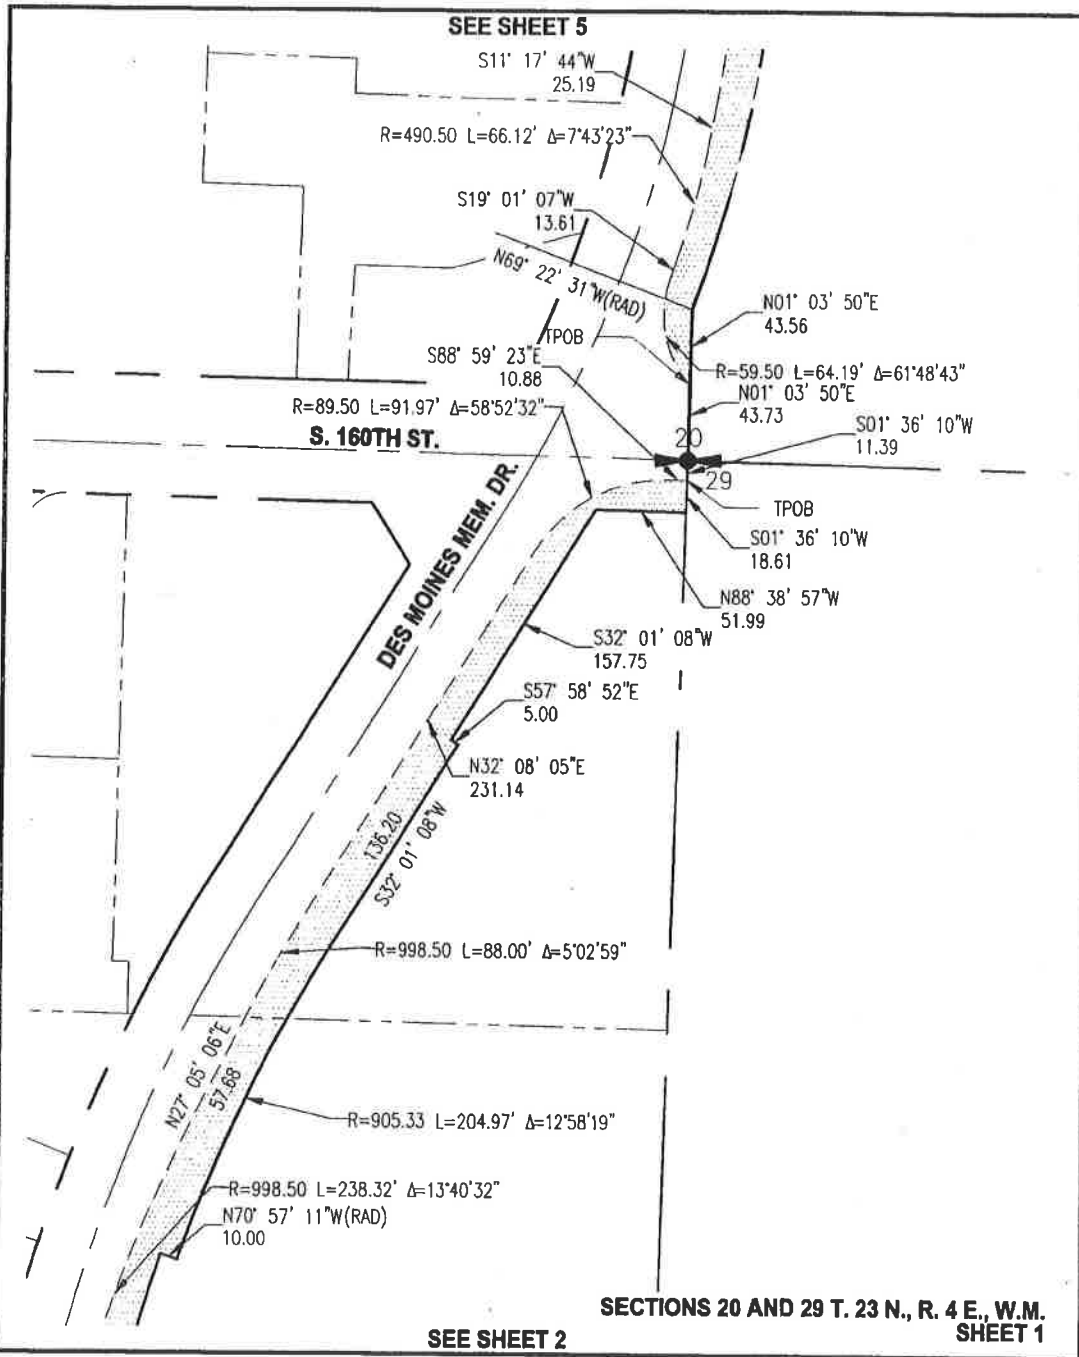 SEE SHEET 5
S11° 17' 44"W
25.19
R=490.50 L=66.12' Δ=7°43'23"
S19° 01' 07"W
13.61
N69° 22' 31"W(RAD)
N01° 03' 50"E
43.56
TPOB
S88° 59' 23"E
10.88
R=59.50 L=64.19' Δ=61°48'43"
N01° 03' 50"E
43.73
R=89.50 L=91.97' Δ=58°52'32"
S. 160TH ST.
20
S01° 36' 10"W
11.39
29
TPOB
DES MOINES MEM. DR.
S01° 36' 10"W
18.61
N88° 38' 57"W
51.99
S32° 01' 08"W
157.75
S57° 58' 52"E
5.00
N32° 08' 05"E
231.14
136.20
S32° 01' 08"W
R=998.50 L=88.00' Δ=5°02'59"
N27° 05' 06"E
57.68
R=905.33 L=204.97' Δ=12°58'19"
R=998.50 L=238.32' Δ=13°40'32"
N70° 57' 11"W(RAD)
10.00
SECTIONS 20 AND 29 T. 23 N., R. 4 E., W.M.
SHEET 1
SEE SHEET 2